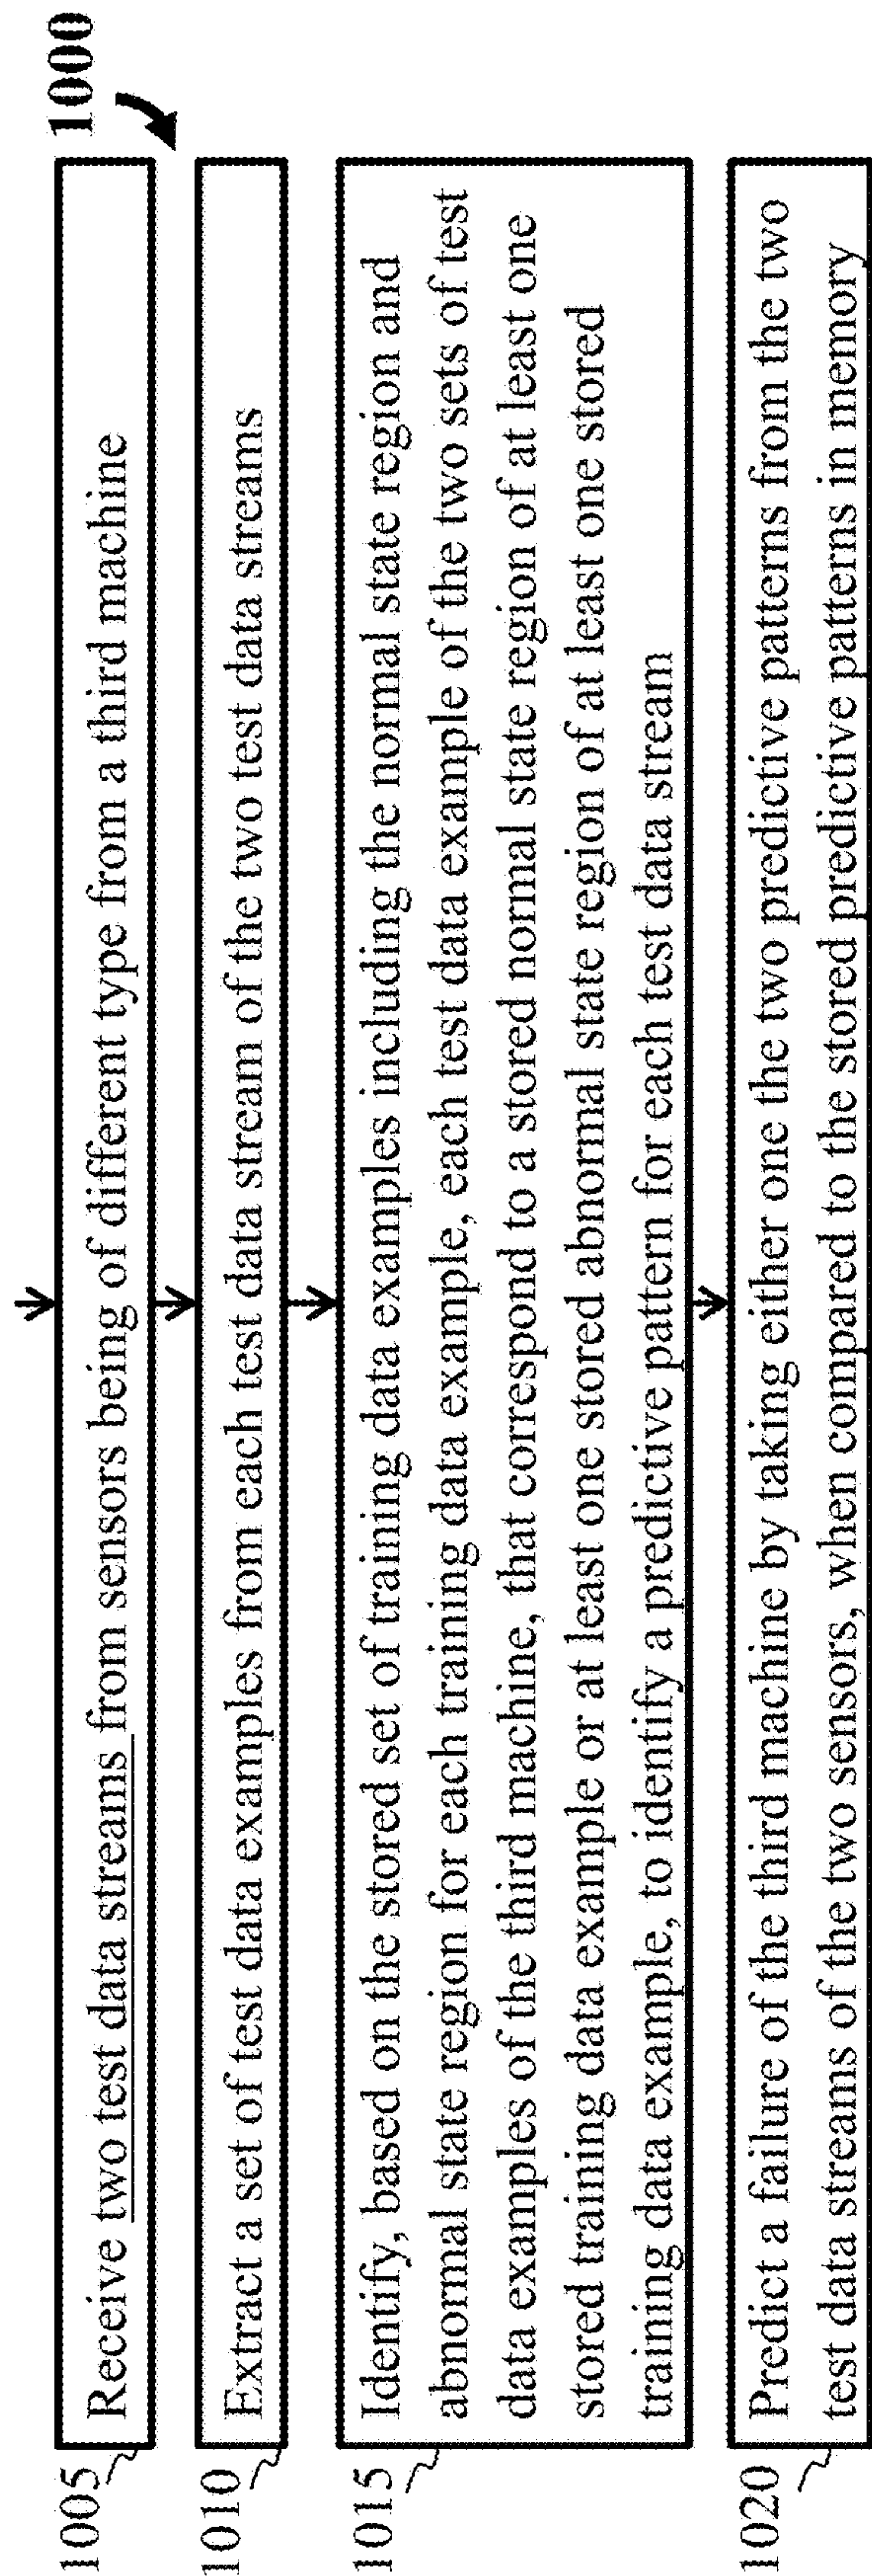 1000
1005
Receive two test data streams from sensors being of different type from a third machine
1010
Extract a set of test data examples from each test data stream of the two test data streams
1015
Identify, based on the stored set of training data examples including the normal state region and
abnormal state region for each training data example, each test data example of the two sets of test
data examples of the third machine, that correspond to a stored normal state region of at least one
stored training data example or at least one stored abnormal state region of at least one stored
training data example, to identify a predictive pattern for each test data stream
1020
Predict a failure of the third machine by taking either one the two predictive patterns from the two
test data streams of the two sensors, when compared to the stored predictive patterns in memory